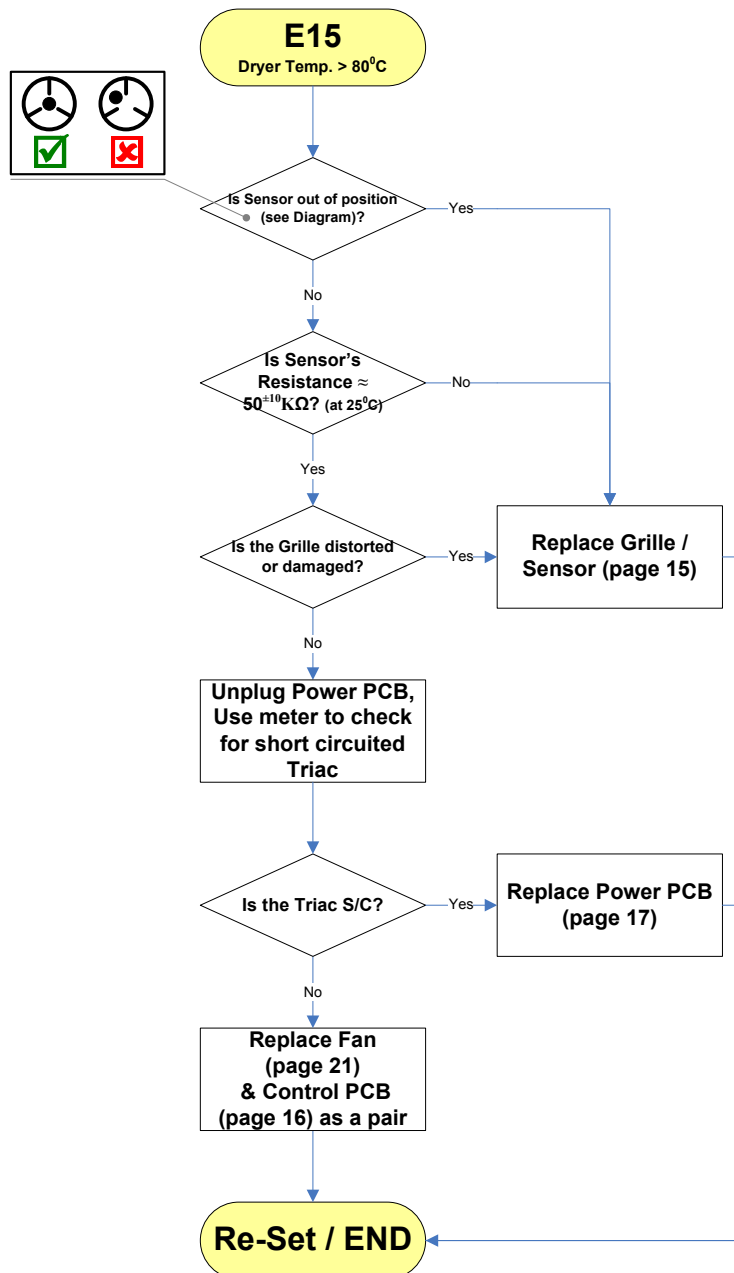 E15
Dryer Temp. > 80⁰C
Is Sensor out of position
(see Diagram)?
Yes
No
Is Sensor's
Resistance ≈
50±10KΩ? (at 25⁰C)
No
Yes
Is the Grille distorted
or damaged?
Yes
Replace Grille /
Sensor (page 15)
No
Unplug Power PCB,
Use meter to check
for short circuited
Triac
Is the Triac S/C?
Yes
Replace Power PCB
(page 17)
No
Replace Fan
(page 21)
& Control PCB
(page 16) as a pair
Re-Set / END